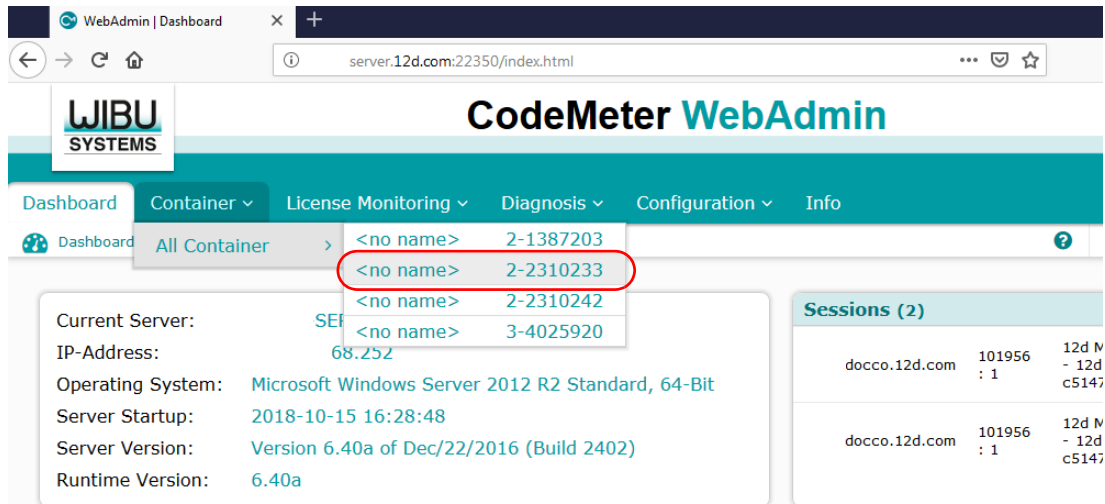 WebAdmin | Dashboard
server.12d.com:22350/index.html
WIBU
SYSTEMS
CodeMeter WebAdmin
Dashboard Container License Monitoring Diagnosis Configuration Info
Dashboard
All Container
<no name> 2-1387203
<no name> 2-2310233
<no name> 2-2310242
<no name> 3-4025920
Current Server:
IP-Address: 68.252
Operating System: Microsoft Windows Server 2012 R2 Standard, 64-Bit
Server Startup: 2018-10-15 16:28:48
Server Version: Version 6.40a of Dec/22/2016 (Build 2402)
Runtime Version: 6.40a
Sessions (2)
docco.12d.com 101956 : 1 12d M
- 12d
c5147
docco.12d.com 101956 : 1 12d M
- 12d
c5147